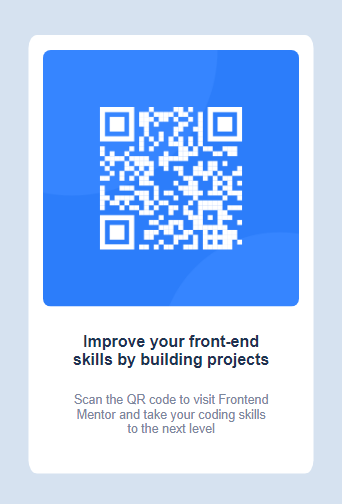 Improve your front-end
skills by building projects
Scan the QR code to visit Frontend
Mentor and take your coding skills
to the next level